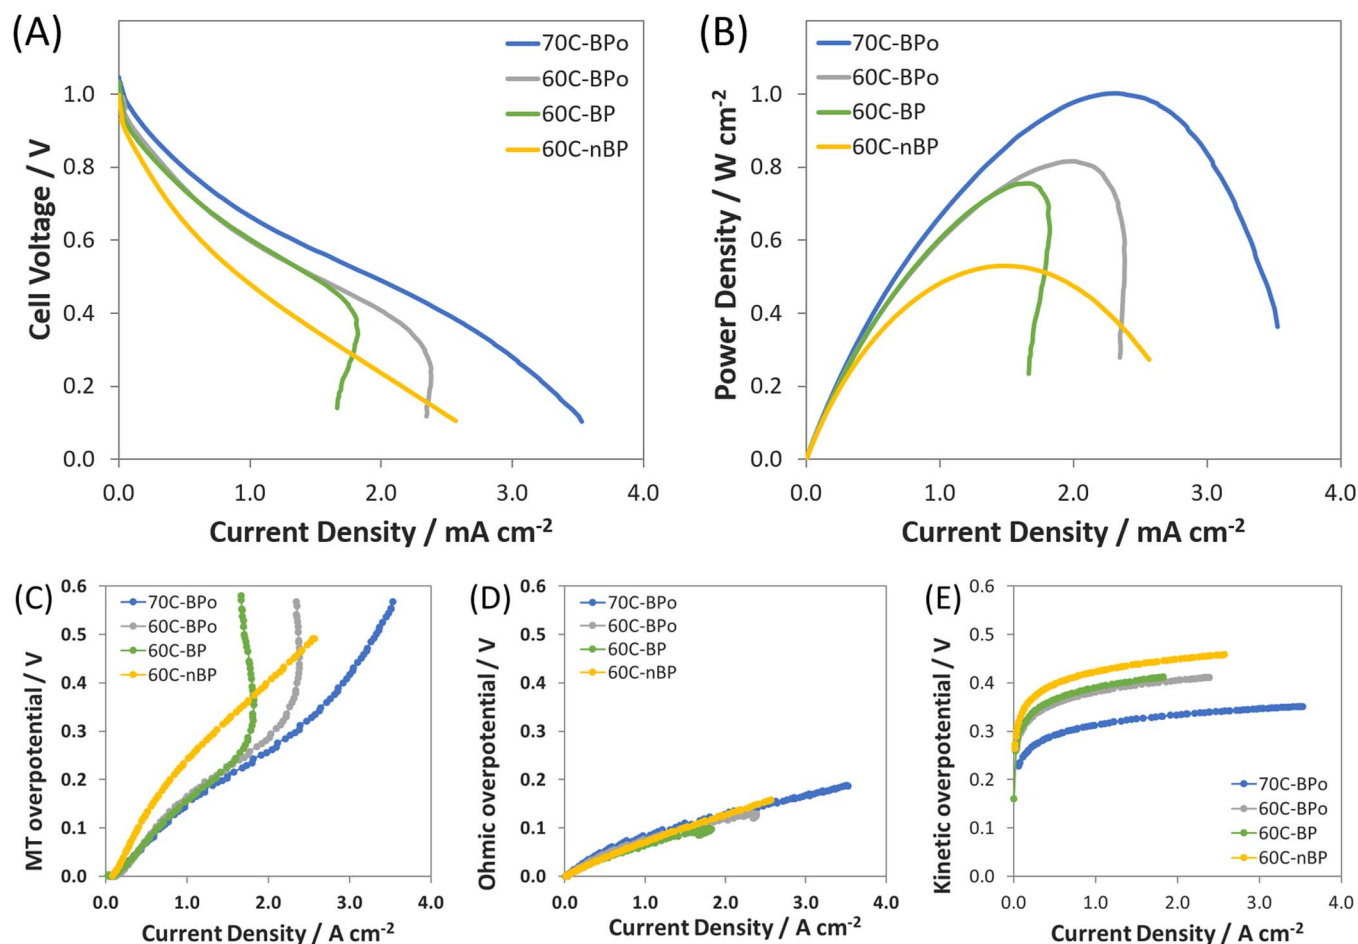 (A)
70C-BPo
60C-BPo
60C-BP
60C-nBP
Cell Voltage / V
1.0
0.8
0.6
0.4
0.2
0.0
0.0 1.0 2.0 3.0 4.0
Current Density / mA cm-2
(B)
70C-BPo
60C-BPo
60C-BP
60C-nBP
Power Density / W cm-2
1.0
0.8
0.6
0.4
0.2
0.0
0.0 1.0 2.0 3.0 4.0
Current Density / mA cm-2
(C)
70C-BPo
60C-BPo
60C-BP
60C-nBP
MT overpotential / V
0.6
0.5
0.4
0.3
0.2
0.1
0.0
0.0 1.0 2.0 3.0 4.0
Current Density / A cm-2
(D)
70C-BPo
60C-BPo
60C-BP
60C-nBP
Ohmic overpotential / V
0.6
0.5
0.4
0.3
0.2
0.1
0.0
0.0 1.0 2.0 3.0 4.0
Current Density / A cm-2
(E)
Kinetic overpotential / V
0.6
0.5
0.4
0.3
0.2
0.1
0.0
70C-BPo
60C-BPo
60C-BP
60C-nBP
0.0 1.0 2.0 3.0 4.0
Current Density / A cm-2